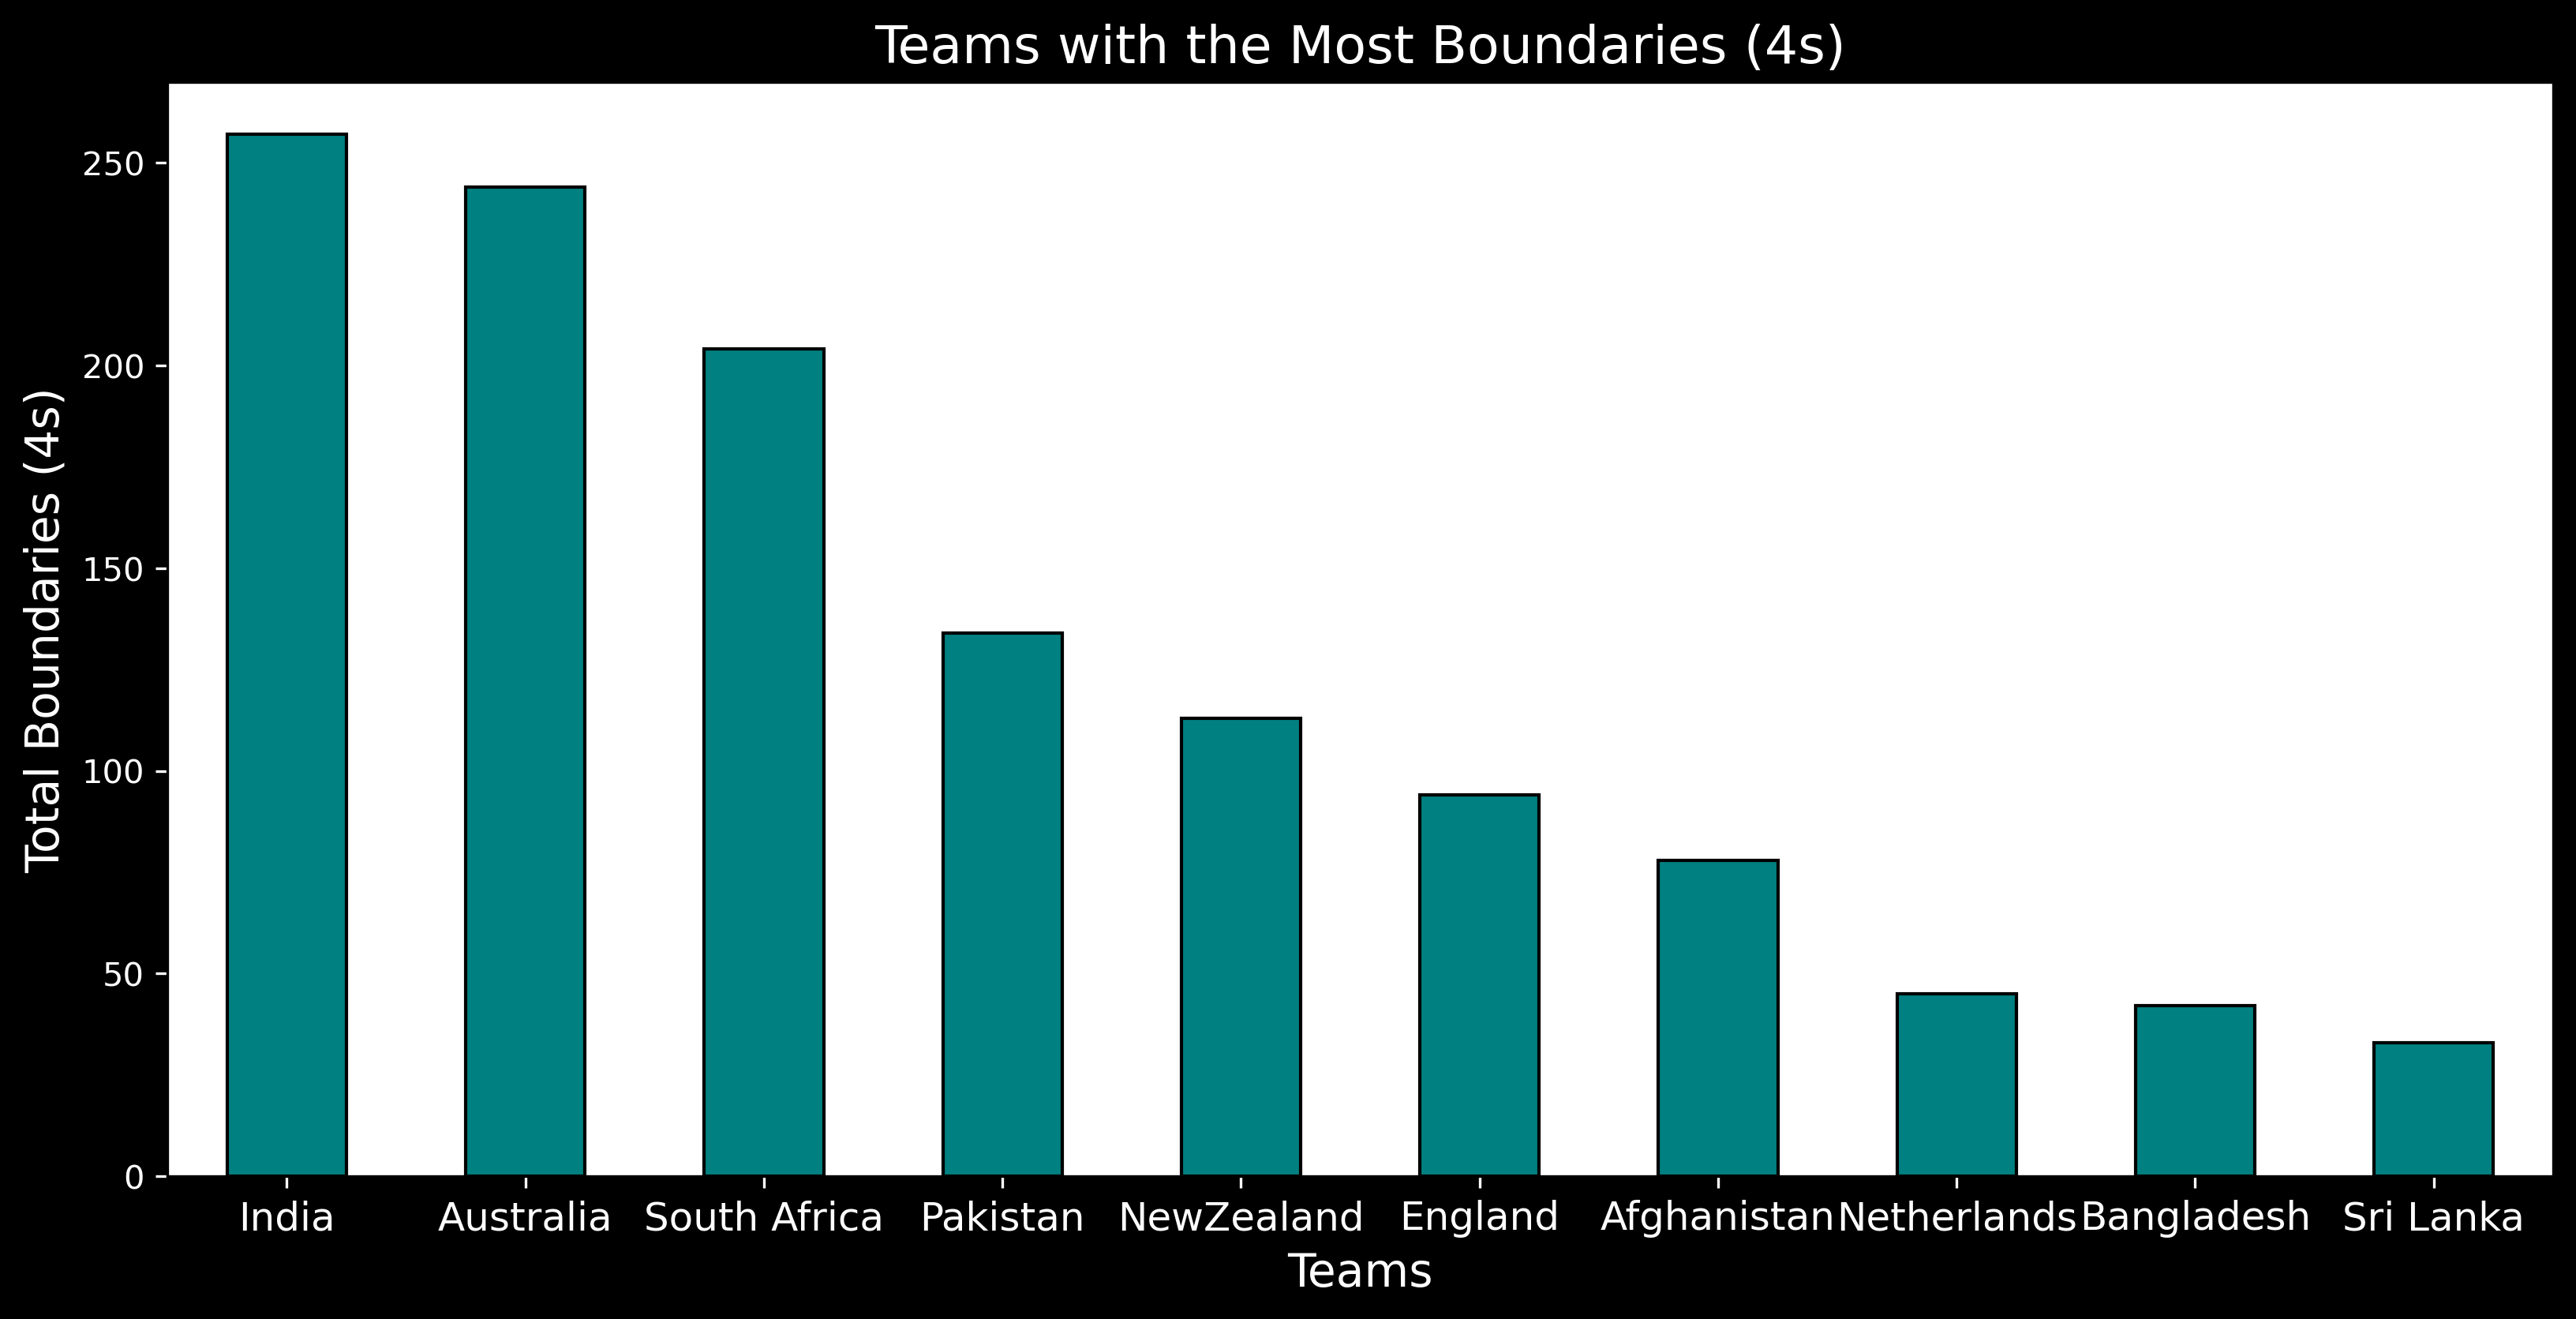 Teams with the Most Boundaries (4s)
Total Boundaries (4s)
250
200
150
100
50
0
India Australia South Africa Pakistan NewZealand England Afghanistan Netherlands Bangladesh Sri Lanka
Teams